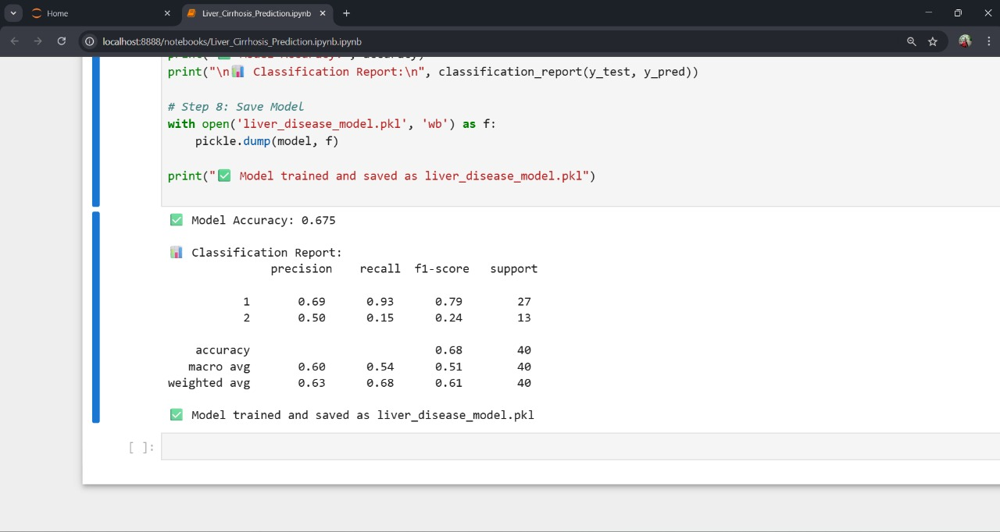 Home
Liver_Cirrhosis_Prediction.ipynb
localhost:8888/notebooks/Liver_Cirrhosis_Prediction.ipynb.ipynb
print("✅ Model Accuracy:", accuracy)
print("\n📊 Classification Report:\n", classification_report(y_test, y_pred))
# Step 8: Save Model
with open('liver_disease_model.pkl', 'wb') as f:
    pickle.dump(model, f)
print("✅ Model trained and saved as liver_disease_model.pkl")
✅ Model Accuracy: 0.675
📊 Classification Report:
precision recall f1-score support
1 0.69 0.93 0.79 27
2 0.50 0.15 0.24 13
accuracy 0.68 40
macro avg 0.60 0.54 0.51 40
weighted avg 0.63 0.68 0.61 40
✅ Model trained and saved as liver_disease_model.pkl
[ ]: